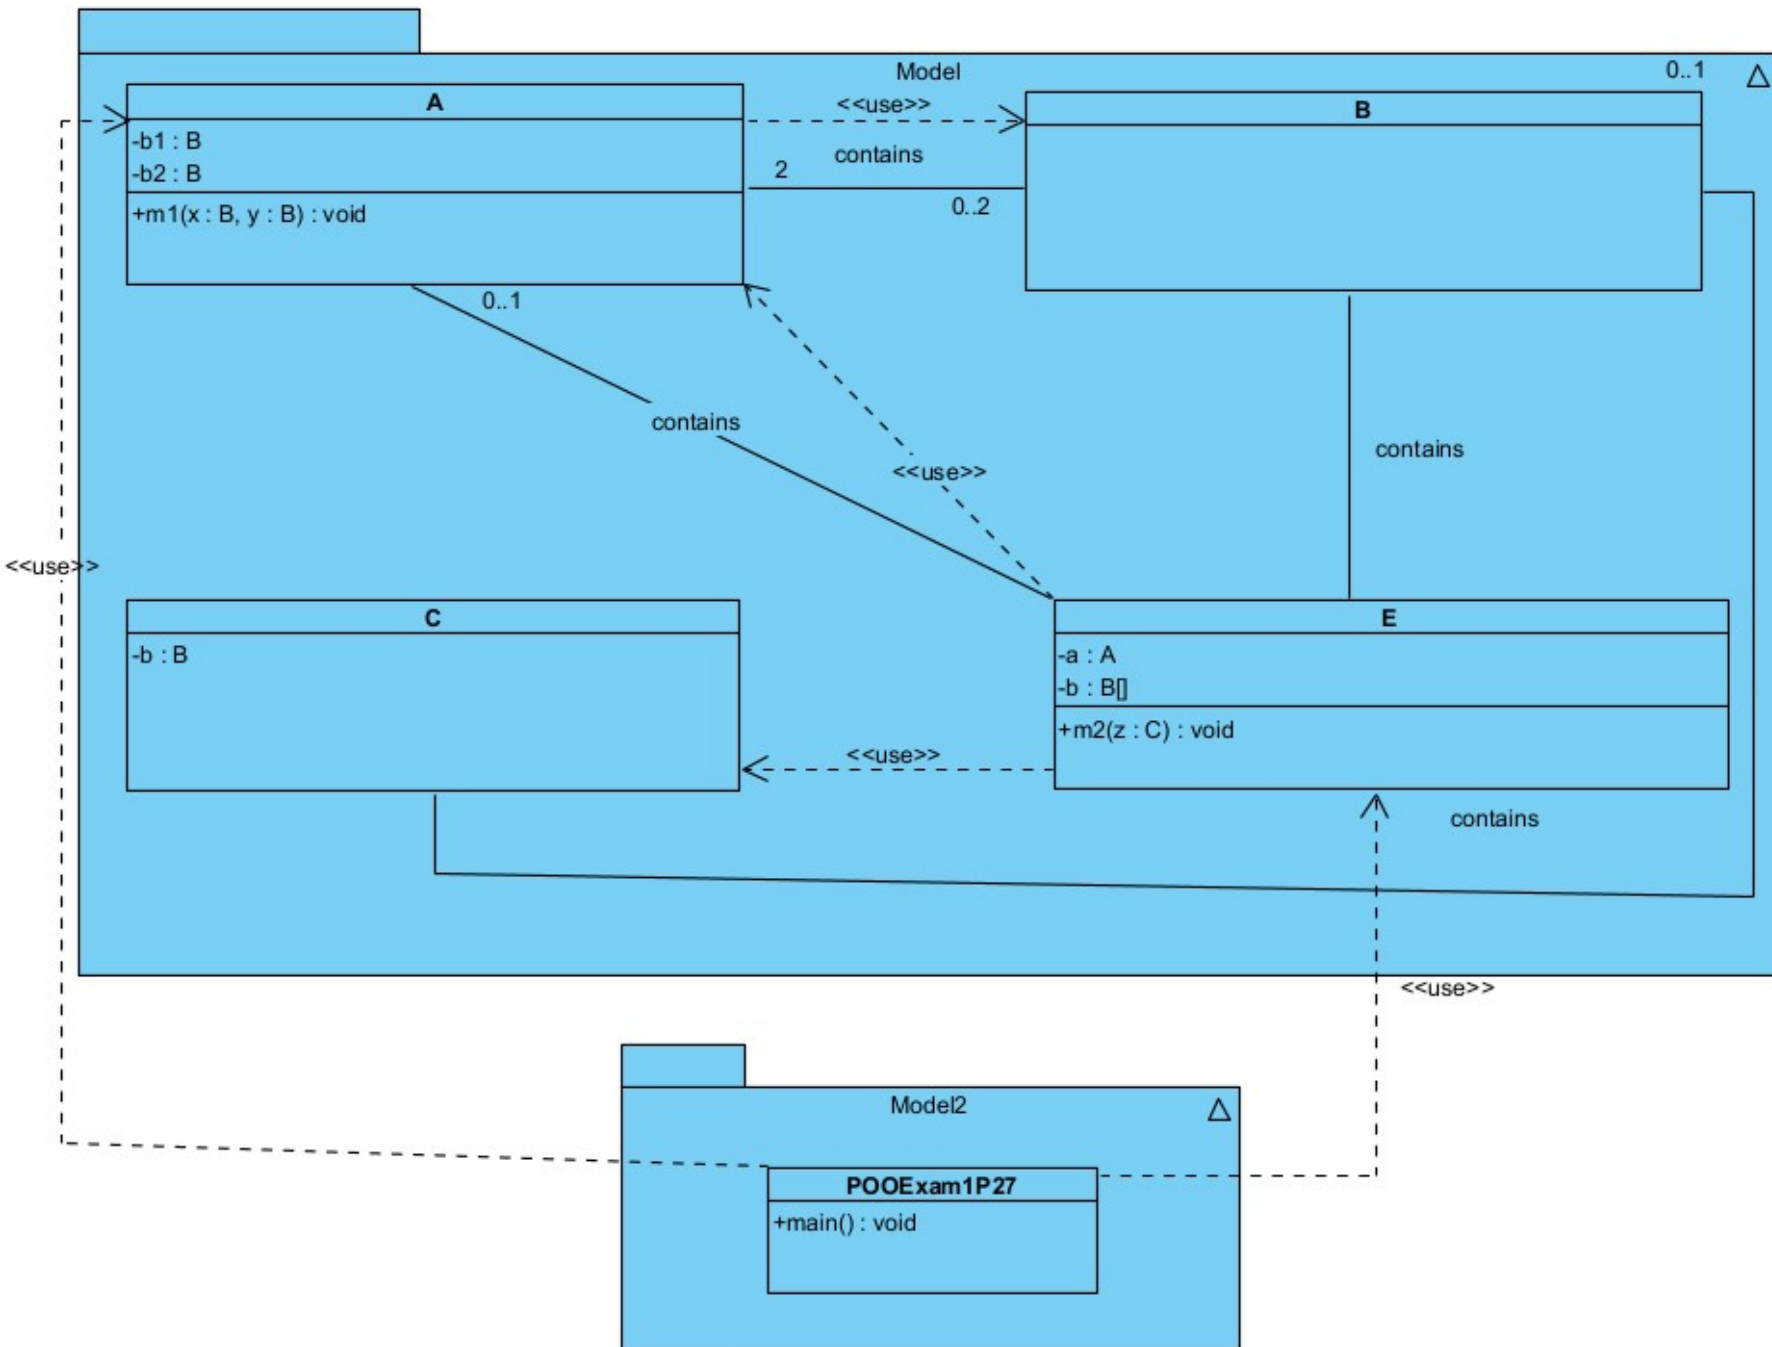 Model
0..1
A
-b1 : B
-b2 : B
+m1(x : B, y : B) : void
<<use>>
contains
2
0..2
B
0..1
contains
<<use>>
contains
<<use>>
C
-b : B
E
-a : A
-b : B[]
+m2(z : C) : void
<<use>>
contains
<<use>>
Model2
POOExam1P27
+main() : void